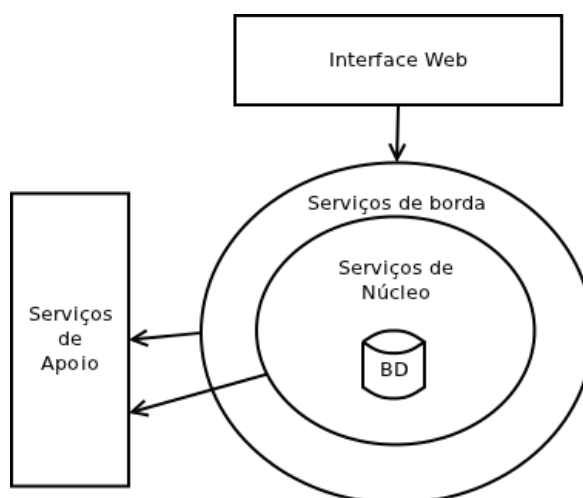 Interface Web
Serviços de borda
Serviços de
Núcleo
Serviços
de
Apoio
BD